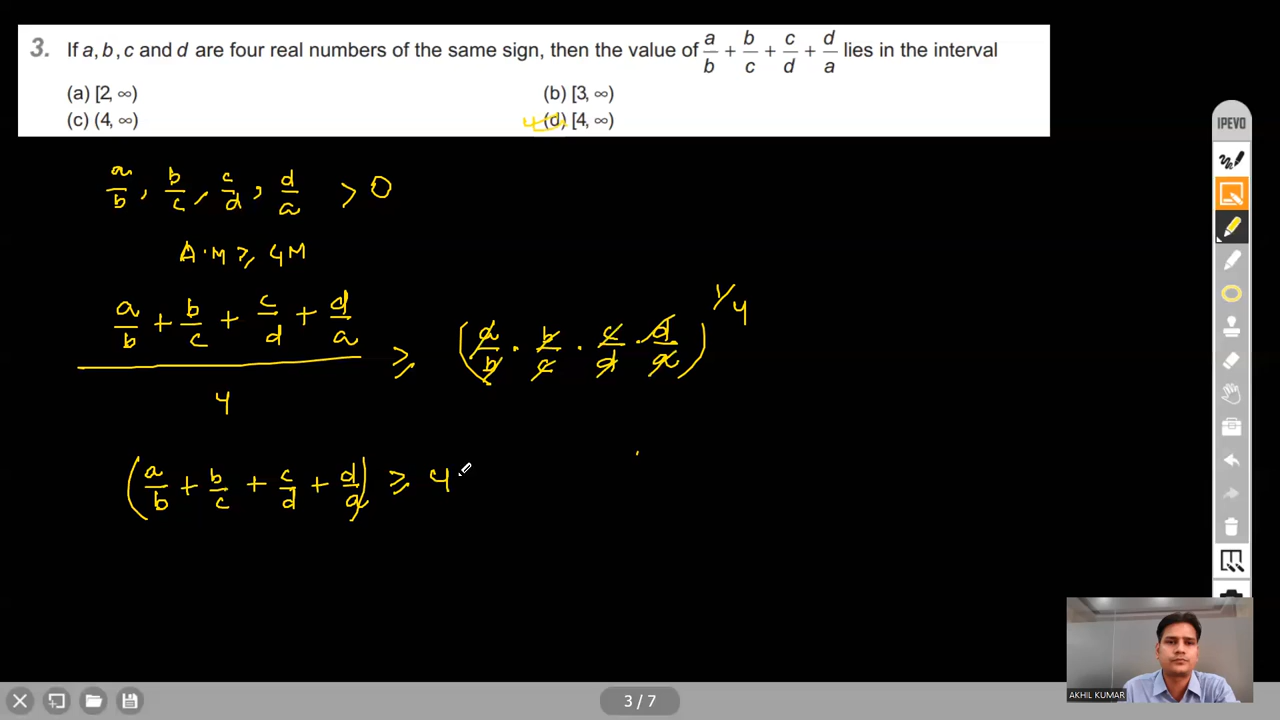 3. If a, b, c and d are four real numbers of the same sign, then the value of a/b + b/c + c/d + d/a lies in the interval
(a) [2, ∞) (b) [3, ∞)
(c) (4, ∞) (d) [4, ∞)
IPEVO
a/b, b/c, c/d, d/a > 0
A.M ≥ GM
(a/b + b/c + c/d + d/a)/4 ≥ (a/b · b/c · c/d · d/a)^1/4
(a/b + b/c + c/d + d/a) ≥ 4
AKHIL KUMAR
3 / 7